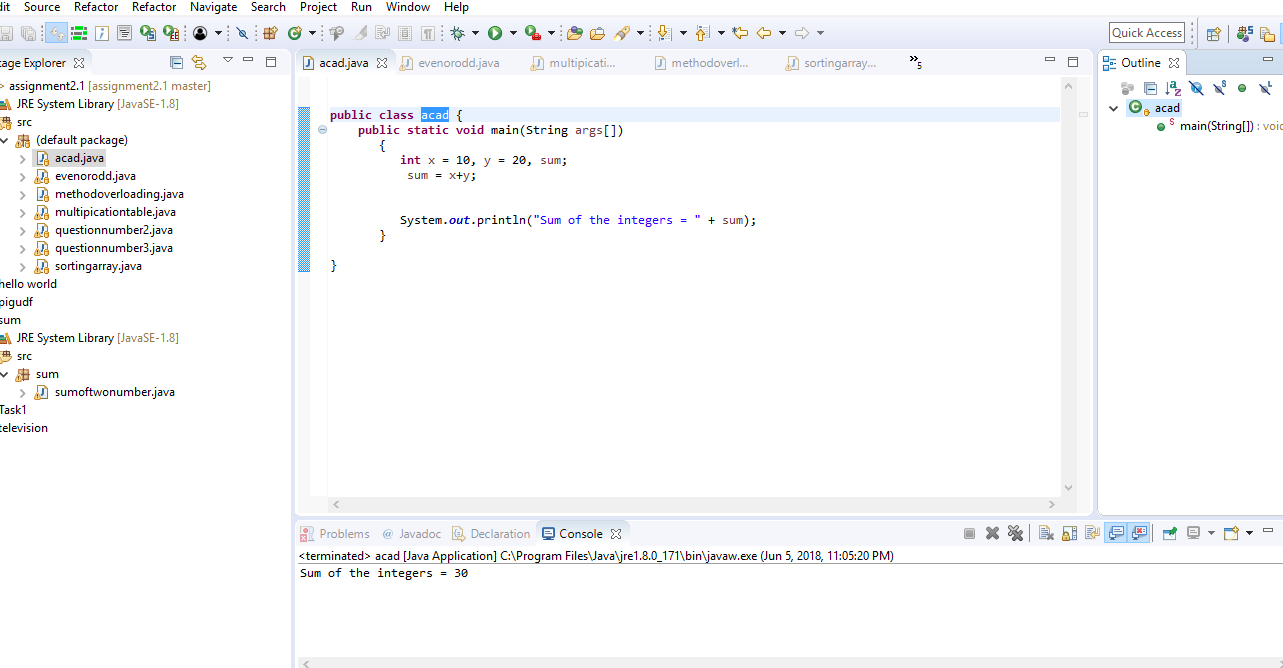 dit Source Refactor Refactor Navigate Search Project Run Window Help
Quick Access
kage Explorer
assignment2.1 [assignment2.1 master]
JRE System Library [JavaSE-1.8]
src
(default package)
acad.java
evenorodd.java
methodoverloading.java
multipicationtable.java
questionnumber2.java
questionnumber3.java
sortingarray.java
hello world
pigudf
sum
JRE System Library [JavaSE-1.8]
src
sum
sumoftwonumber.java
Task1
television
acad.java evenorodd.java multipicati... methodoverl... sortingarray... »5
public class acad {
public static void main(String args[])
{
int x = 10, y = 20, sum;
sum = x+y;
System.out.println("Sum of the integers = " + sum);
}
}
Outline
acad
main(String[]) : void
Problems @ Javadoc Declaration Console
<terminated> acad [Java Application] C:\Program Files\Java\jre1.8.0_171\bin\javaw.exe (Jun 5, 2018, 11:05:20 PM)
Sum of the integers = 30